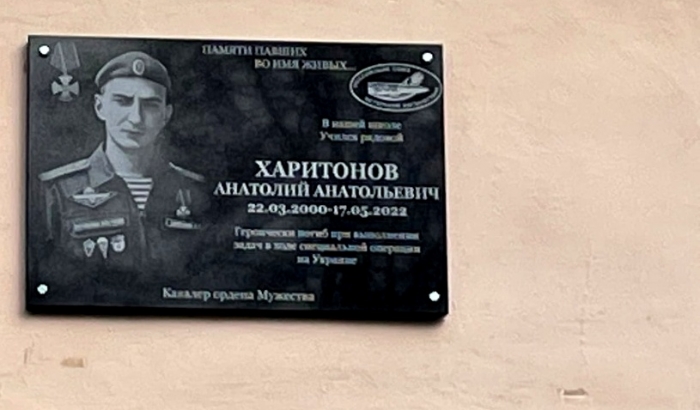 ПАМЯТИ ПАВШИХ
ВО ИМЯ ЖИВЫХ...
В нашей школе
Учился рядовой
ХАРИТОНОВ
АНАТОЛИЙ АНАТОЛЬЕВИЧ
22.03.2000-17.05.2022
Героически погиб при выполнении
задач в ходе специальной операции
на Украине
Кавалер ордена Мужества